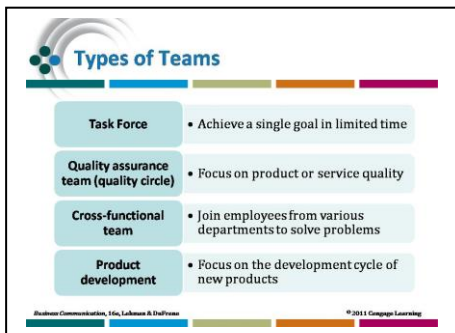 Types of Teams
Task Force
• Achieve a single goal in limited time
Quality assurance
team (quality circle)
• Focus on product or service quality
Cross-functional
team
• Join employees from various
departments to solve problems
Product
development
• Focus on the development cycle of
new products
Business Communication, 16e, Lehman & DuFrene
©2011 Cengage Learning